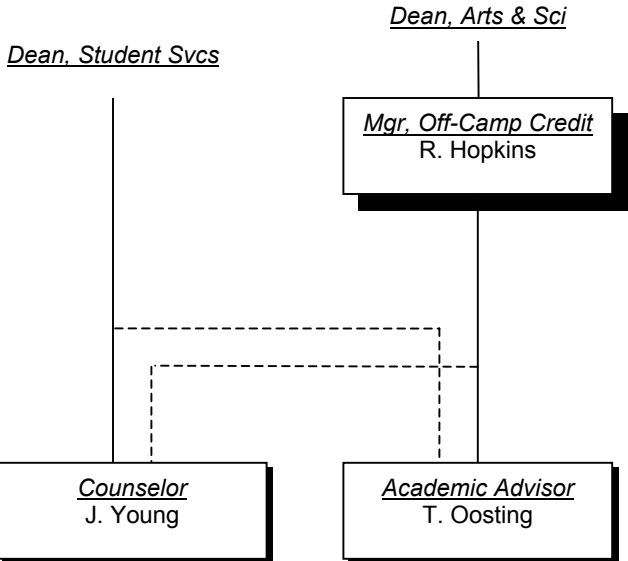 Dean, Arts & Sci
Dean, Student Svcs
Mgr, Off-Camp Credit
R. Hopkins
Counselor
J. Young
Academic Advisor
T. Oosting